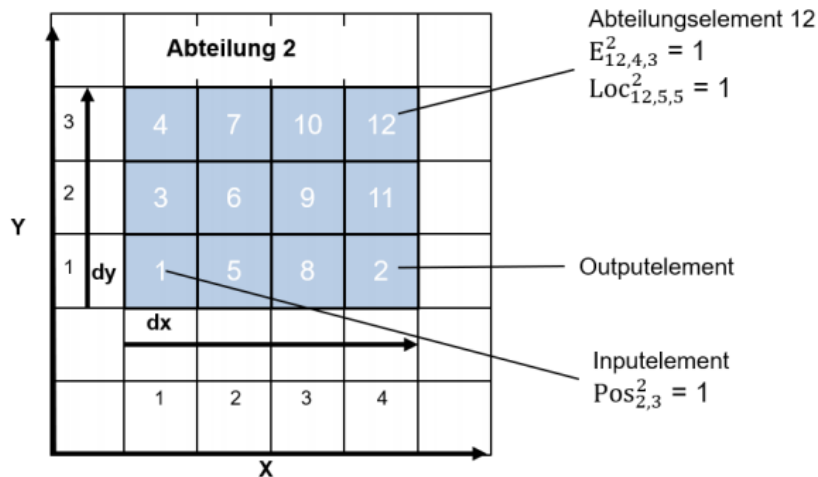 Abteilung 2
Abteilungselement 12
E²₁₂,₄,₃ = 1
Loc²₁₂,₅,₅ = 1
3 4 7 10 12
2 3 6 9 11
Y
1 dy 1 5 8 2
Outputelement
dx
Inputelement
Pos²₂,₃ = 1
1 2 3 4
X